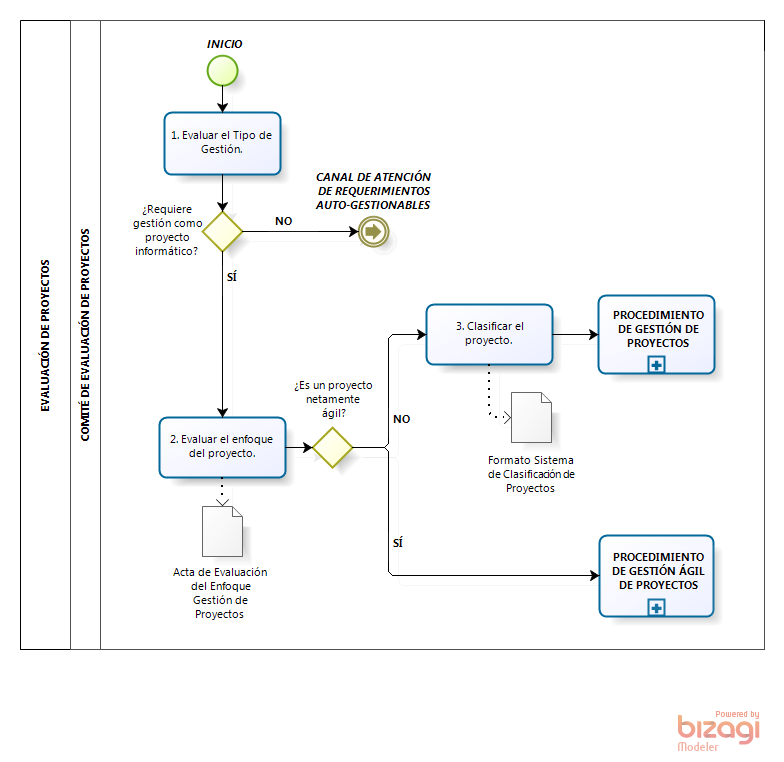 EVALUACIÓN DE PROYECTOS
COMITÉ DE EVALUACIÓN DE PROYECTOS
INICIO
1. Evaluar el Tipo de
Gestión.
¿Requiere
gestión como
proyecto
informático?
NO
CANAL DE ATENCIÓN
DE REQUERIMIENTOS
AUTO-GESTIONABLES
SÍ
2. Evaluar el enfoque
del proyecto.
Acta de Evaluación
del Enfoque
Gestión de
Proyectos
¿Es un proyecto
netamente
ágil?
NO
3. Clasificar el
proyecto.
Formato Sistema
de Clasificación de
Proyectos
PROCEDIMIENTO
DE GESTIÓN DE
PROYECTOS
SÍ
PROCEDIMIENTO
DE GESTIÓN ÁGIL
DE PROYECTOS
Powered by
bizagi
Modeler